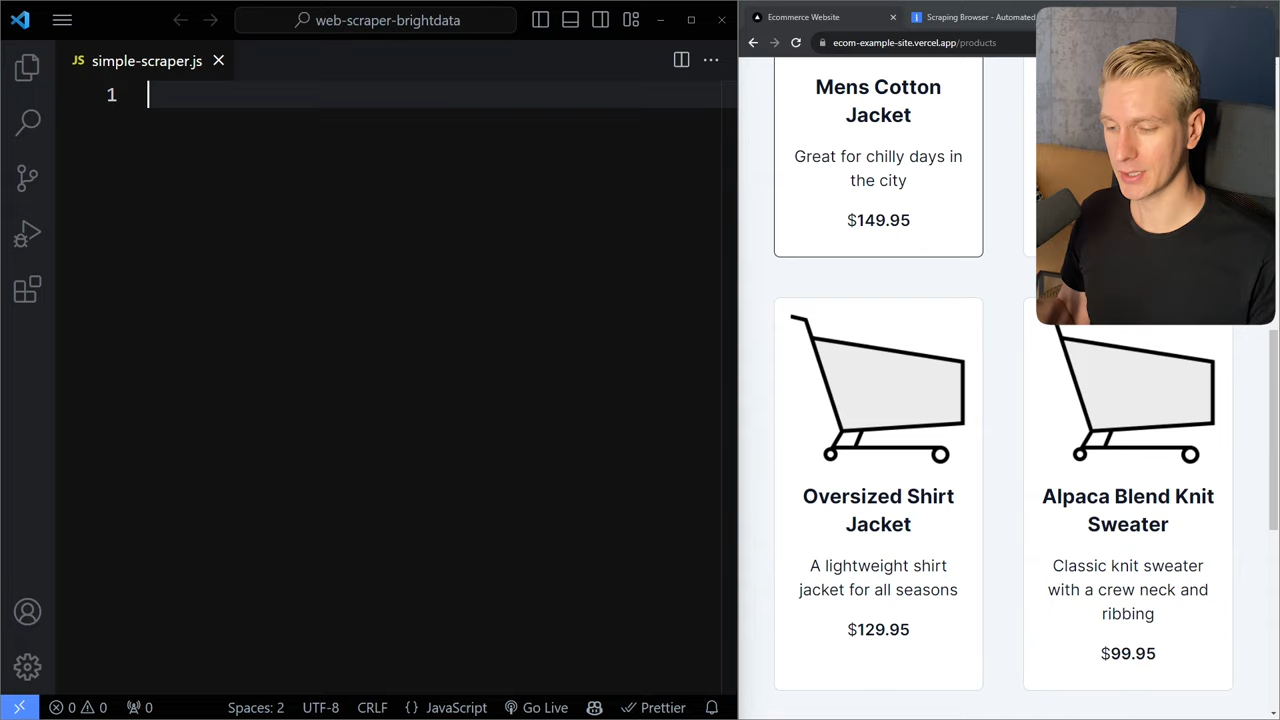 web-scraper-brightdata
JS simple-scraper.js
1
Spaces: 2
UTF-8
CRLF
{ } JavaScript
Go Live
Prettier
0 0
0
Ecommerce Website
Scraping Browser - Automated
ecom-example-site.vercel.app/products
Mens Cotton
Jacket
Great for chilly days in
the city
$149.95
Oversized Shirt
Jacket
A lightweight shirt
jacket for all seasons
$129.95
Alpaca Blend Knit
Sweater
Classic knit sweater
with a crew neck and
ribbing
$99.95